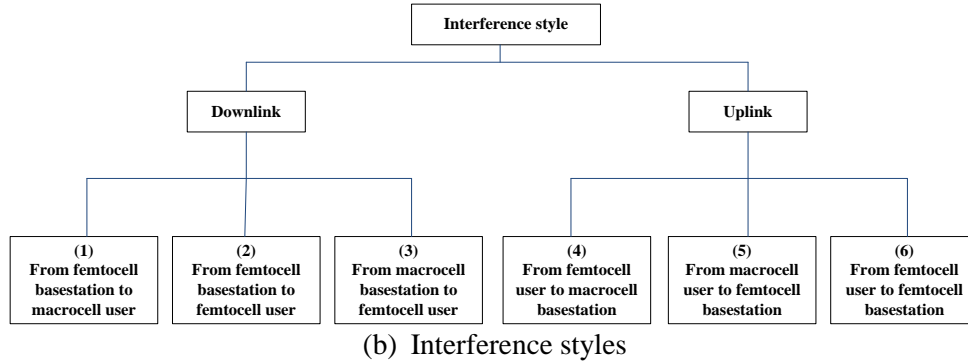 Interference style
Downlink
Uplink
(1)
From femtocell
basestation to
macrocell user
(2)
From femtocell
basestation to
femtocell user
(3)
From macrocell
basestation to
femtocell user
(4)
From femtocell
user to macrocell
basestation
(5)
From macrocell
user to femtocell
basestation
(6)
From femtocell
user to femtocell
basestation
(b) Interference styles